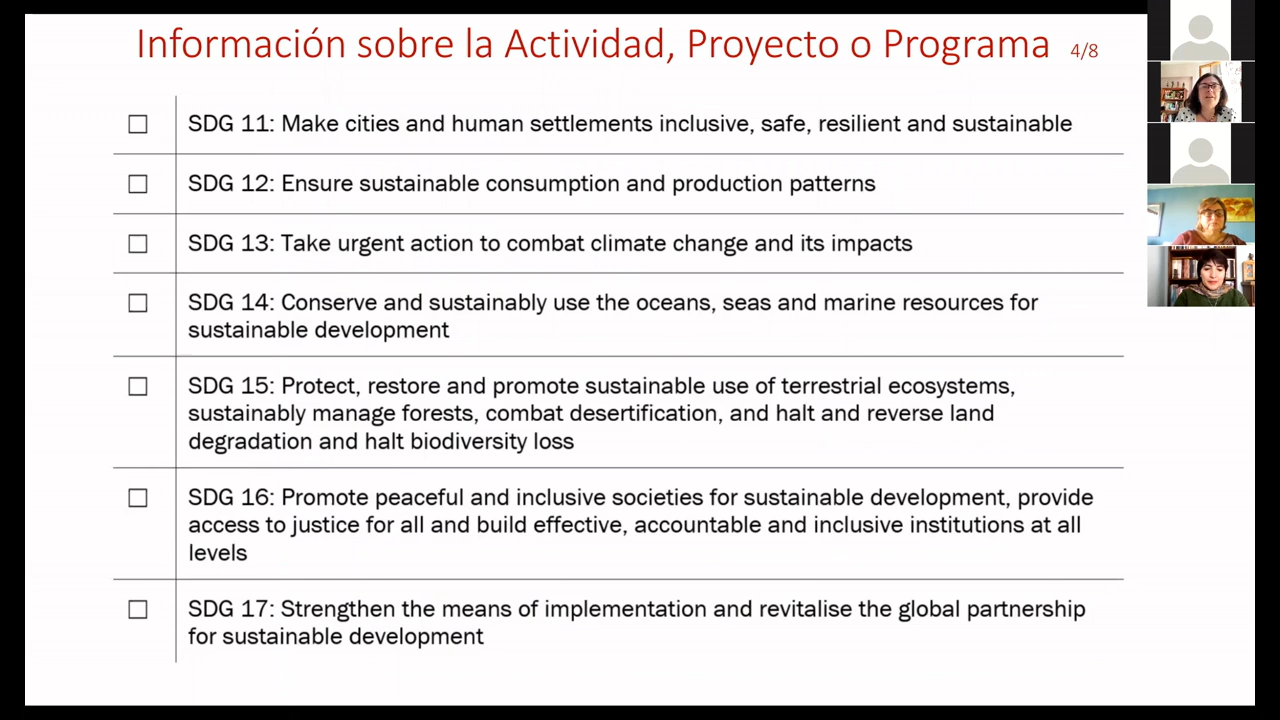 Información sobre la Actividad, Proyecto o Programa 4/8
SDG 11: Make cities and human settlements inclusive, safe, resilient and sustainable
SDG 12: Ensure sustainable consumption and production patterns
SDG 13: Take urgent action to combat climate change and its impacts
SDG 14: Conserve and sustainably use the oceans, seas and marine resources for
sustainable development
SDG 15: Protect, restore and promote sustainable use of terrestrial ecosystems,
sustainably manage forests, combat desertification, and halt and reverse land
degradation and halt biodiversity loss
SDG 16: Promote peaceful and inclusive societies for sustainable development, provide
access to justice for all and build effective, accountable and inclusive institutions at all
levels
SDG 17: Strengthen the means of implementation and revitalise the global partnership
for sustainable development